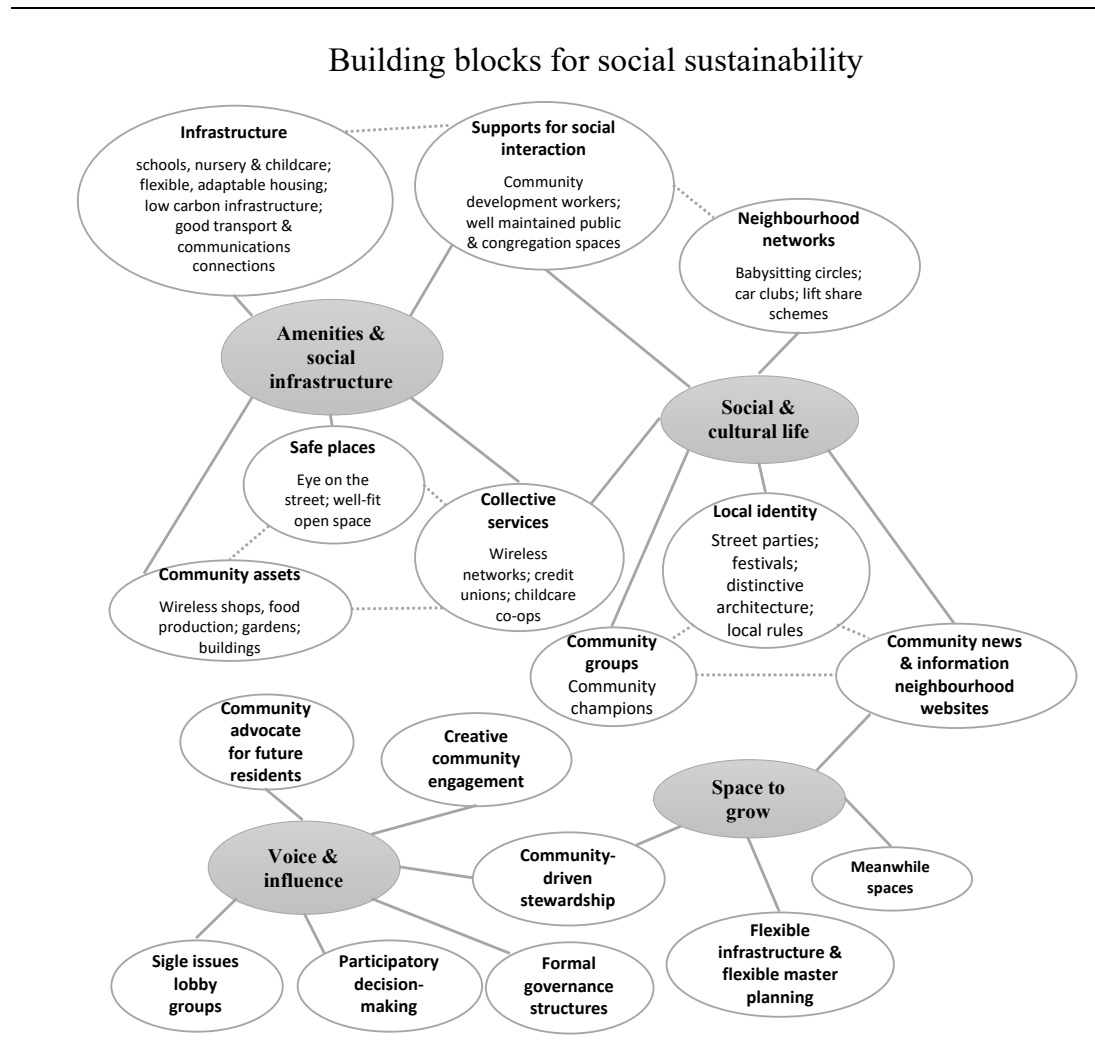 Building blocks for social sustainability
Infrastructure
schools, nursery & childcare;
flexible, adaptable housing;
low carbon infrastructure;
good transport &
communications
connections
Supports for social
interaction
Community
development workers;
well maintained public
& congregation spaces
Neighbourhood
networks
Babysitting circles;
car clubs; lift share
schemes
Amenities &
social
infrastructure
Social &
cultural life
Safe places
Eye on the
street; well-fit
open space
Collective
services
Wireless
networks; credit
unions; childcare
co-ops
Local identity
Street parties;
festivals;
distinctive
architecture;
local rules
Community assets
Wireless shops, food
production; gardens;
buildings
Community
groups
Community
champions
Community news
& information
neighbourhood
websites
Community
advocate
for future
residents
Creative
community
engagement
Space to
grow
Voice &
influence
Community-
driven
stewardship
Meanwhile
spaces
Sigle issues
lobby
groups
Participatory
decision-
making
Formal
governance
structures
Flexible
infrastructure &
flexible master
planning